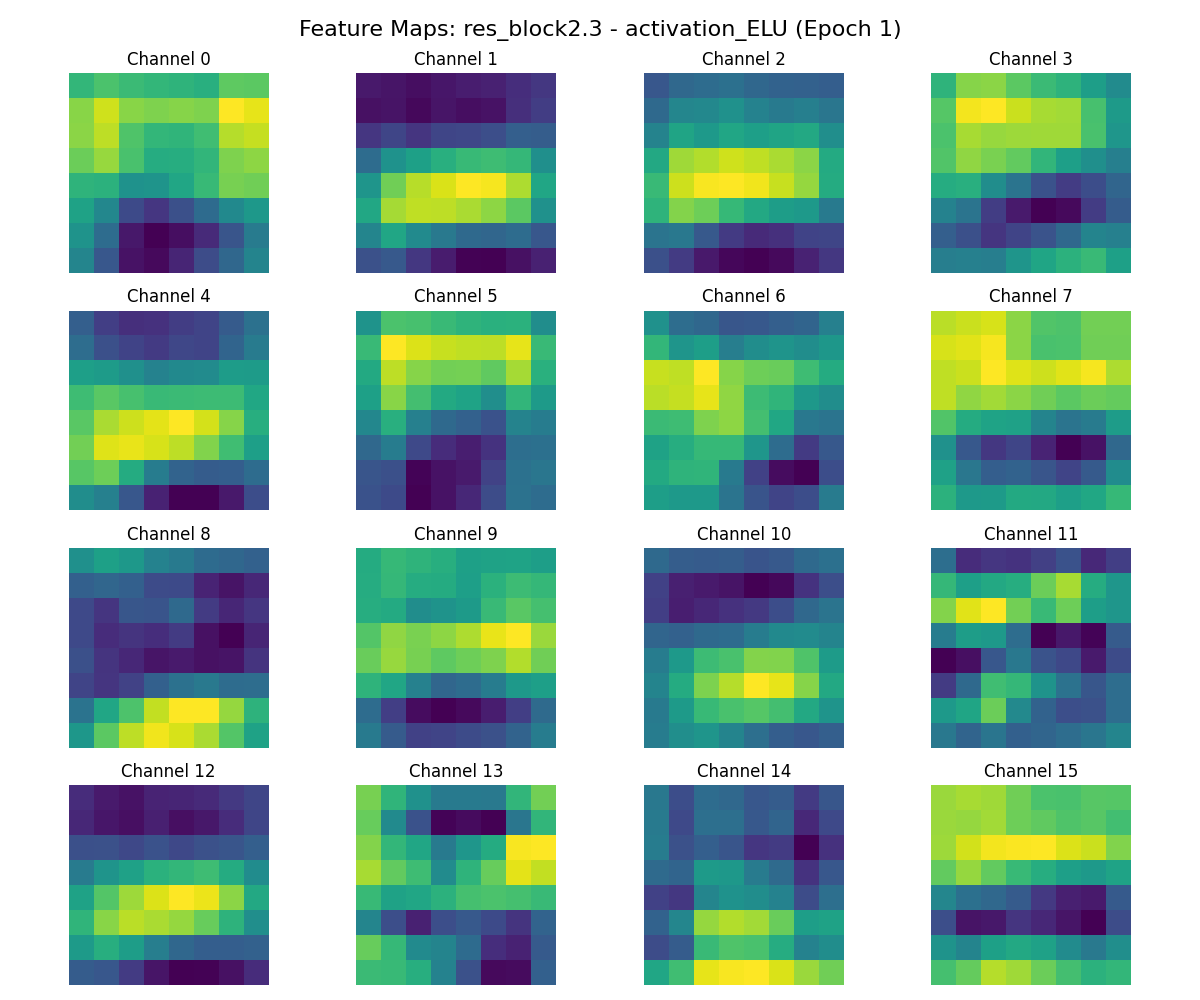 Feature Maps: res_block2.3 - activation_ELU (Epoch 1)
Channel 0
Channel 1
Channel 2
Channel 3
Channel 4
Channel 5
Channel 6
Channel 7
Channel 8
Channel 9
Channel 10
Channel 11
Channel 12
Channel 13
Channel 14
Channel 15